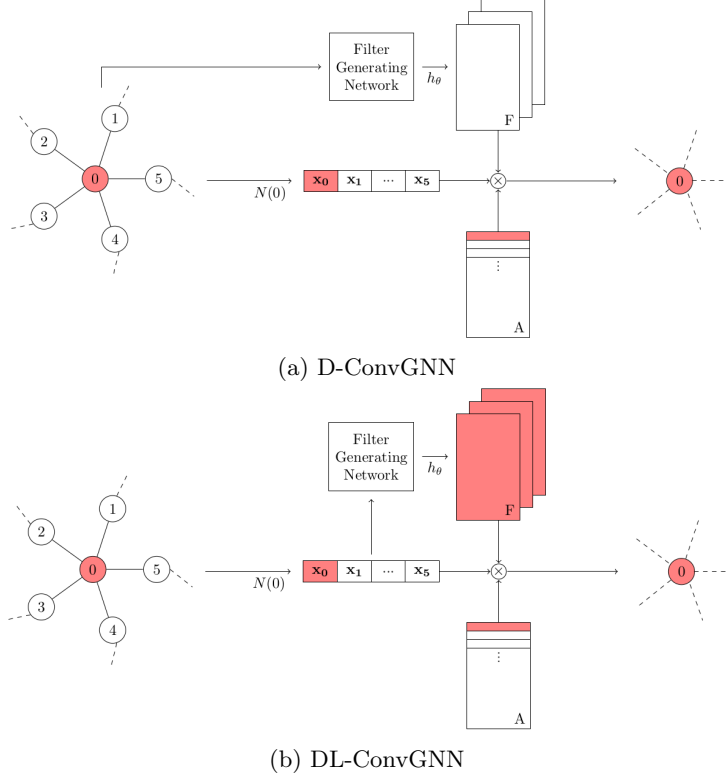 Filter
Generating
Network
h_θ
F
1
2
0
5
3
4
N(0)
x₀ x₁ ... x₅
⊗
0
⋮
A
(a) D-ConvGNN
Filter
Generating
Network
h_θ
F
1
2
0
5
3
4
N(0)
x₀ x₁ ... x₅
⊗
0
⋮
A
(b) DL-ConvGNN